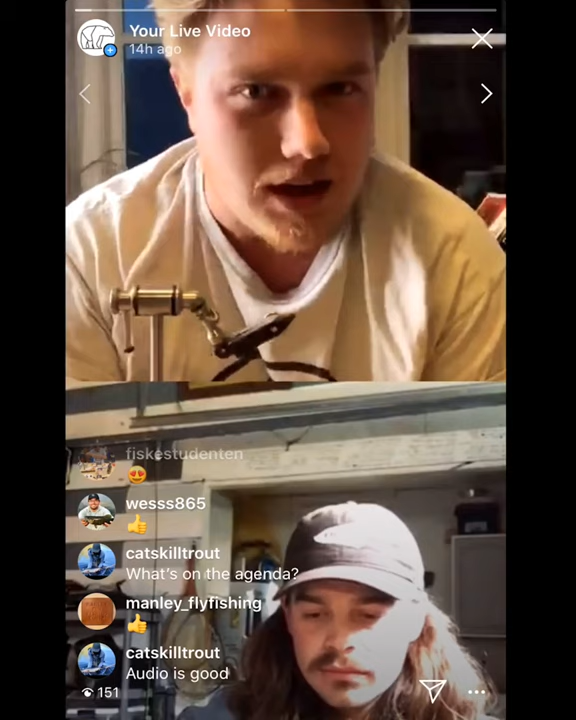 Your Live Video
14h ago
fiskestudenten
wesss865
catskilltrout
What's on the agenda?
manley_flyfishing
catskilltrout
Audio is good
151